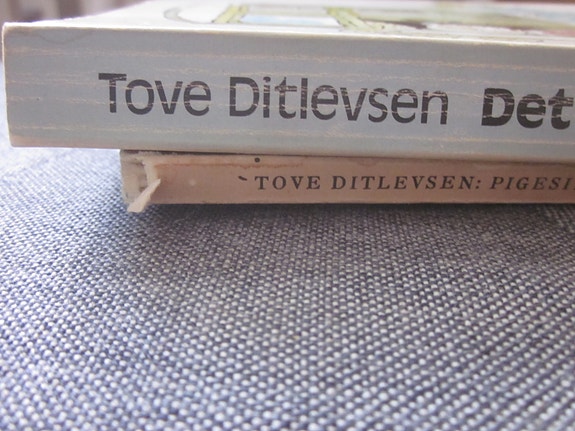 Tove Ditlevsen Det
TOVE DITLEVSEN: PIGESI